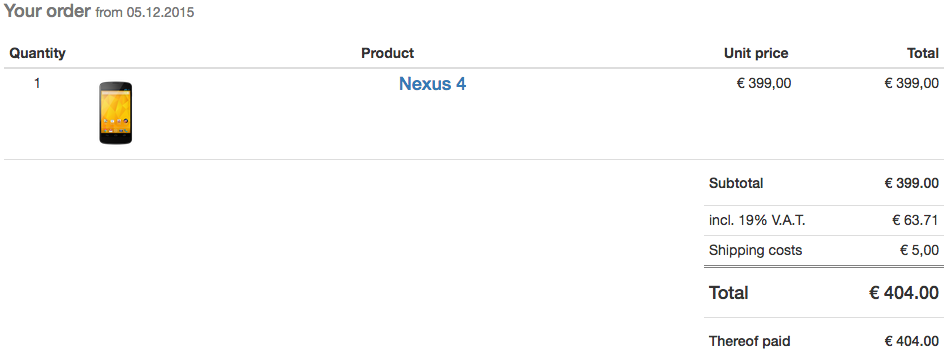 Your order from 05.12.2015
Quantity Product Unit price Total
1 Nexus 4 € 399,00 € 399,00
Subtotal € 399.00
incl. 19% V.A.T. € 63.71
Shipping costs € 5,00
Total € 404.00
Thereof paid € 404.00